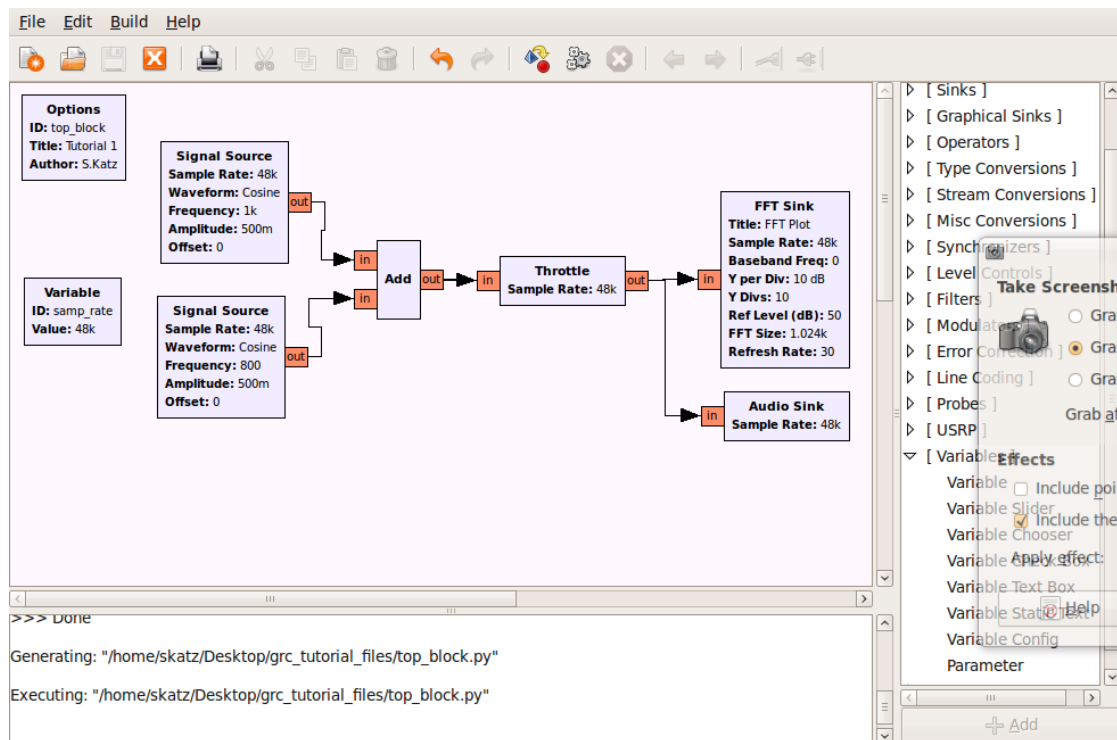 File Edit Build Help
Options
ID: top_block
Title: Tutorial 1
Author: S.Katz
Signal Source
Sample Rate: 48k
Waveform: Cosine
Frequency: 1k
Amplitude: 500m
Offset: 0
out
Variable
ID: samp_rate
Value: 48k
Signal Source
Sample Rate: 48k
Waveform: Cosine
Frequency: 800
Amplitude: 500m
Offset: 0
out
in
in
Add
out
in
Throttle
Sample Rate: 48k
out
in
FFT Sink
Title: FFT Plot
Sample Rate: 48k
Baseband Freq: 0
Y per Div: 10 dB
Y Divs: 10
Ref Level (dB): 50
FFT Size: 1.024k
Refresh Rate: 30
in
Audio Sink
Sample Rate: 48k
[ Sinks ]
[ Graphical Sinks ]
[ Operators ]
[ Type Conversions ]
[ Stream Conversions ]
[ Misc Conversions ]
[ Synchronizers ]
[ Level Controls ]
[ Filters ]
[ Modulators ]
[ Error Correction ]
[ Line Coding ]
[ Probes ]
[ USRP ]
[ Variables ]
Variable
Variable Slider
Variable Chooser
Variable Check Box
Variable Text Box
Variable Static Text
Variable Config
Parameter
Add
Take Screensh
Gra
Gra
Gra
Grab af
Effects
Include poi
Include the
Apply effect:
Help
>>> Done
Generating: "/home/skatz/Desktop/grc_tutorial_files/top_block.py"
Executing: "/home/skatz/Desktop/grc_tutorial_files/top_block.py"